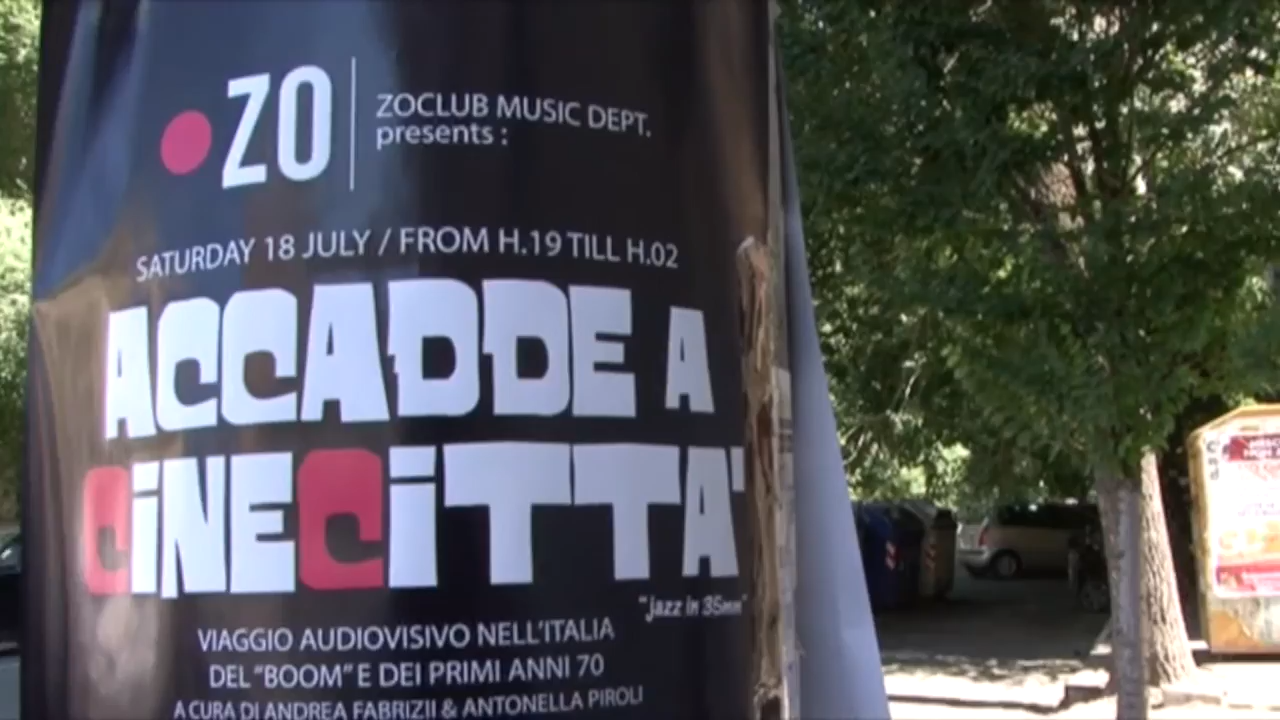 ZO
ZOCLUB MUSIC DEPT.
presents :
SATURDAY 18 JULY / FROM H.19 TILL H.02
ACCADDE A
CiNECiTTA'
"jazz in 35mm"
VIAGGIO AUDIOVISIVO NELL'ITALIA
DEL "BOOM" E DEI PRIMI ANNI 70
A CURA DI ANDREA FABRIZII & ANTONELLA PIROLI